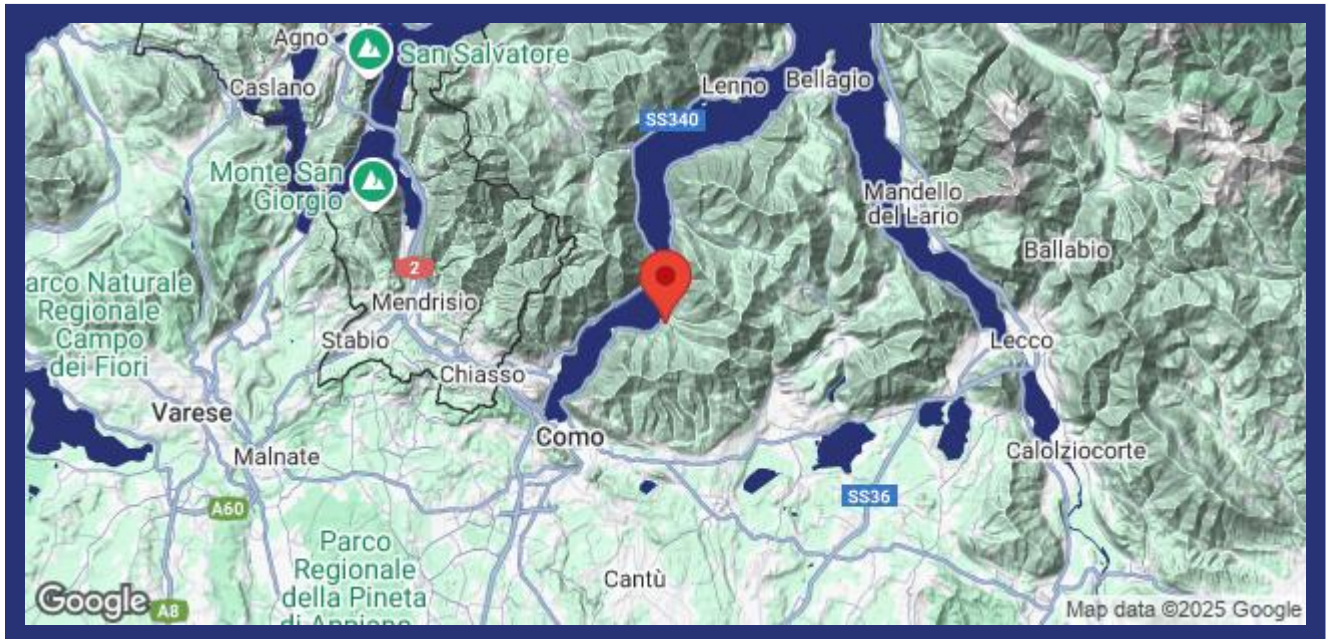 Agno
San Salvatore
Caslano
Lenno
Bellagio
SS340
Monte San
Giorgio
Mandello
del Lario
Ballabio
2
arco Naturale
Regionale
Campo
dei Fiori
Mendrisio
Stabio
Lecco
Chiasso
Varese
Como
Malnate
Calolziocorte
SS36
A60
Parco
Regionale
della Pineta
di Appiano
Cantù
Google
A8
Map data ©2025 Google